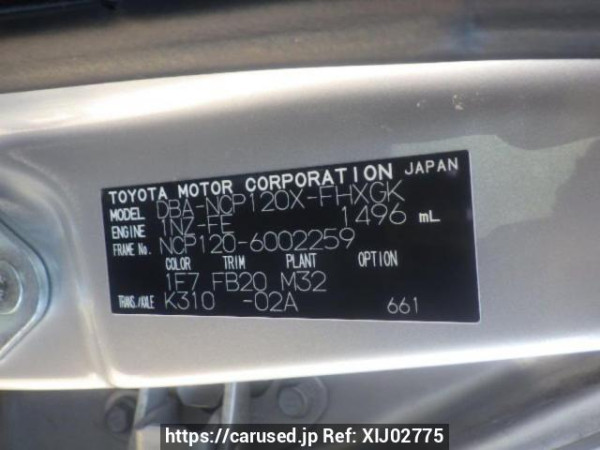 TOYOTA MOTOR CORPORATION JAPAN
MODEL DBA-NCP120X-FHXGK
ENGINE 1NZ-FE 1496 mL
FRAME No. NCP120-6002259
COLOR TRIM PLANT OPTION
1E7 FB20 M32
TRANS./AXLE K310 -02A 661
https://carused.jp Ref: XIJ02775